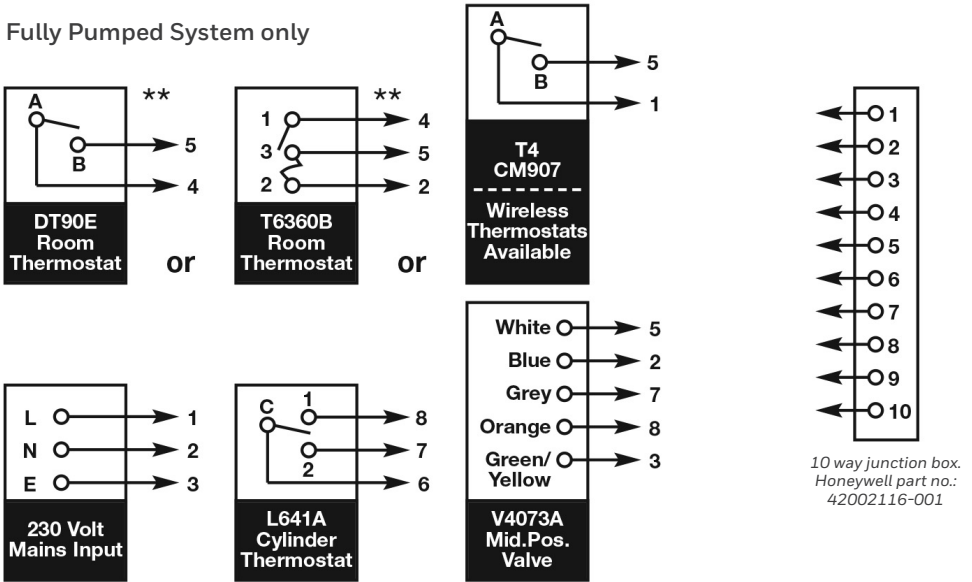 Fully Pumped System only
A
B
5
4
**
DT90E
Room
Thermostat
or
1
3
2
4
5
2
**
T6360B
Room
Thermostat
or
A
B
5
1
T4
CM907
Wireless
Thermostats
Available
L 1
N 2
E 3
230 Volt
Mains Input
C
1
2
8
7
6
L641A
Cylinder
Thermostat
White 5
Blue 2
Grey 7
Orange 8
Green/
Yellow 3
V4073A
Mid.Pos.
Valve
1
2
3
4
5
6
7
8
9
10
10 way junction box.
Honeywell part no.:
42002116-001